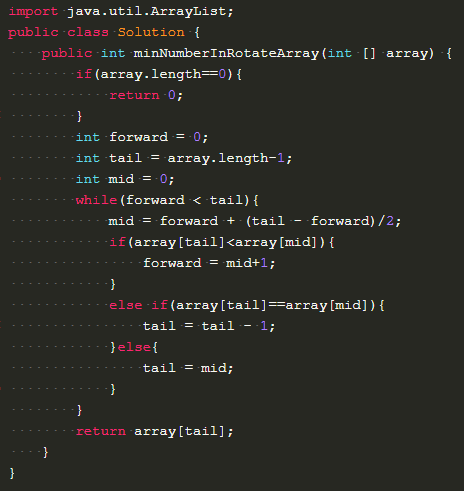 import java.util.ArrayList;
public class Solution {
    public int minNumberInRotateArray(int [] array) {
        if(array.length==0){
            return 0;
        }
        int forward = 0;
        int tail = array.length-1;
        int mid = 0;
        while(forward < tail){
            mid = forward + (tail - forward)/2;
            if(array[tail]<array[mid]){
                forward = mid+1;
            }
            else if(array[tail]==array[mid]){
                tail = tail - 1;
            }else{
                tail = mid;
            }
        }
        return array[tail];
    }
}